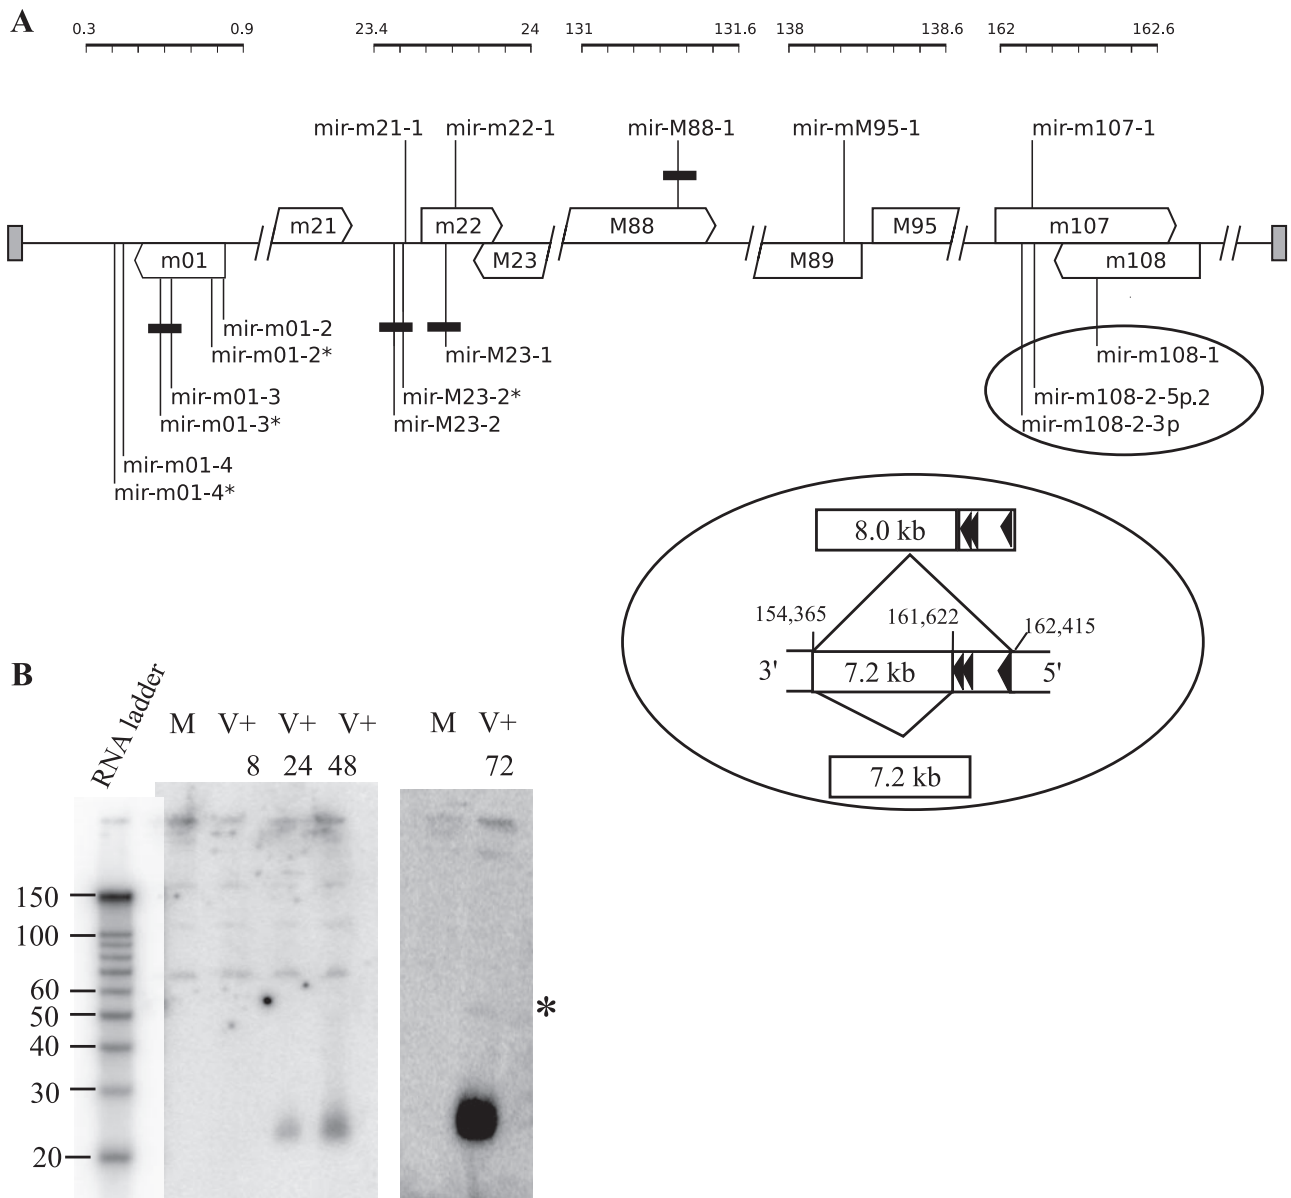 A
0.3 0.9 23.4 24 131 131.6 138 138.6 162 162.6
mir-m21-1 mir-m22-1 mir-M88-1 mir-mM95-1 mir-m107-1
m21 m22 M88 M95 m107
m01 M23 M89 m108
mir-m01-2
mir-m01-2* mir-M23-1 mir-m108-1
mir-m01-3 mir-M23-2* mir-m108-2-5p.2
mir-m01-3* mir-M23-2 mir-m108-2-3p
mir-m01-4
mir-m01-4*
8.0 kb
154,365 161,622 162,415
3' 7.2 kb 5'
7.2 kb
B
RNA ladder M V+ V+ V+ M V+
8 24 48 72
150
100
60
50 *
40
30
20